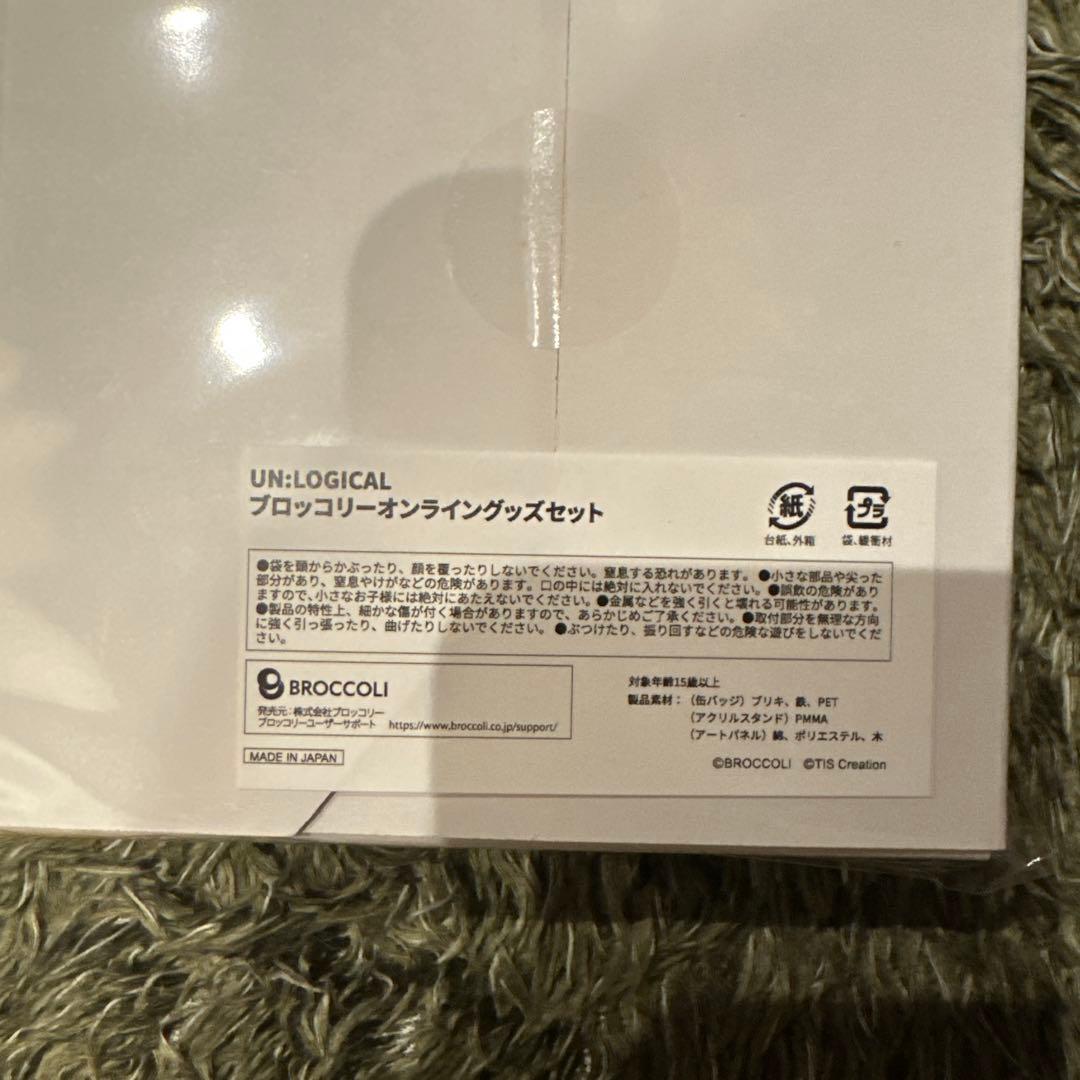 UN:LOGICAL
ブロッコリーオンライングッズセット
紙
台紙、外箱
プラ
袋、緩衝材
●袋を頭からかぶったり、顔を覆ったりしないでください。窒息する恐れがあります。 ●小さな部品や尖った
部分があり、窒息やけがなどの危険があります。口の中には絶対に入れないでください。●誤飲の危険があり
ますので、小さなお子様には絶対にあたえないでください。●金属などを強く引くと壊れる可能性があります。
●製品の特性上、細かな傷が付く場合がありますので、あらかじめご了承ください。●取付部分を無理な方向
に強く引っ張ったり、曲げたりしないでください。 ●ぶつけたり、振り回すなどの危険な遊びをしないでくだ
さい。
BROCCOLI
発売元：株式会社ブロッコリー
ブロッコリーユーザーサポート https://www.broccoli.co.jp/support/
MADE IN JAPAN
対象年齢15歳以上
製品素材：（缶バッジ）ブリキ、鉄、PET
（アクリルスタンド）PMMA
（アートパネル）綿、ポリエステル、木
©BROCCOLI ©TIS Creation